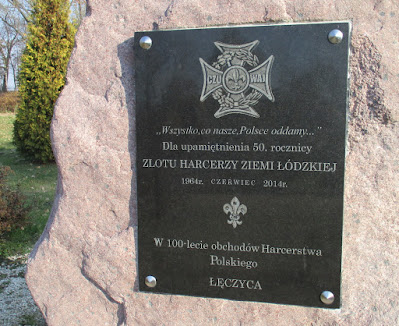 CZUWAJ
„Wszystko, co nasze, Polsce oddamy..."
Dla upamiętnienia 50. rocznicy
ZLOTU HARCERZY ZIEMI ŁÓDZKIEJ
1964r. CZERWIEC 2014r.
W 100-lecie obchodów Harcerstwa
Polskiego
ŁĘCZYCA